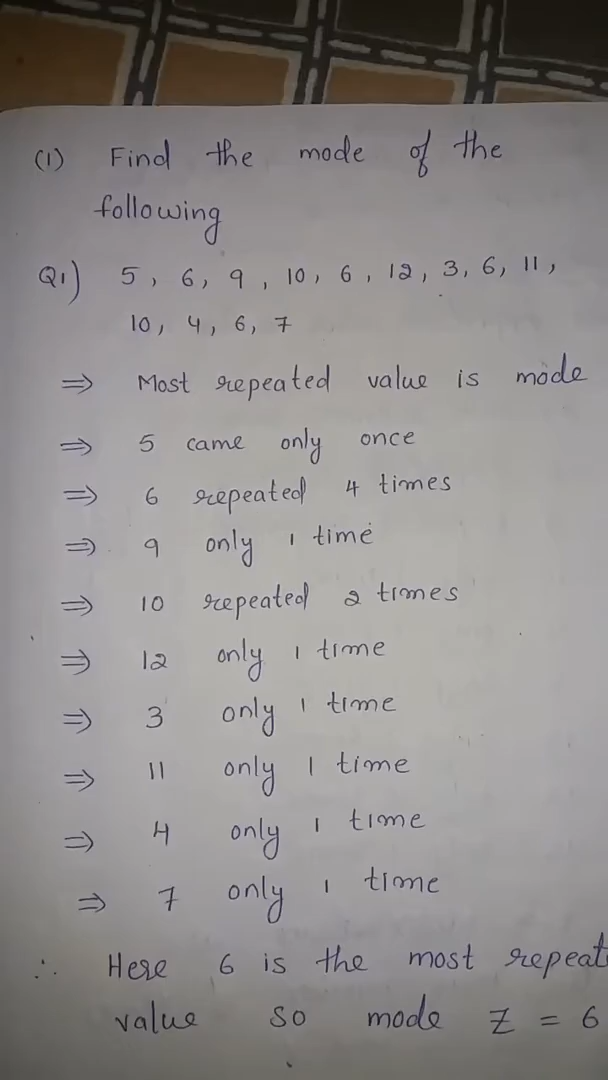 (1) Find the mode of the
following
Q1) 5, 6, 9, 10, 6, 12, 3, 6, 11,
10, 4, 6, 7
⇒ Most repeated value is mode
⇒ 5 came only once
⇒ 6 repeated 4 times
⇒ 9 only 1 time
⇒ 10 repeated 2 times
⇒ 12 only 1 time
⇒ 3 only 1 time
⇒ 11 only 1 time
⇒ 4 only 1 time
⇒ 7 only 1 time
∴ Here 6 is the most repeat
value so mode Z = 6